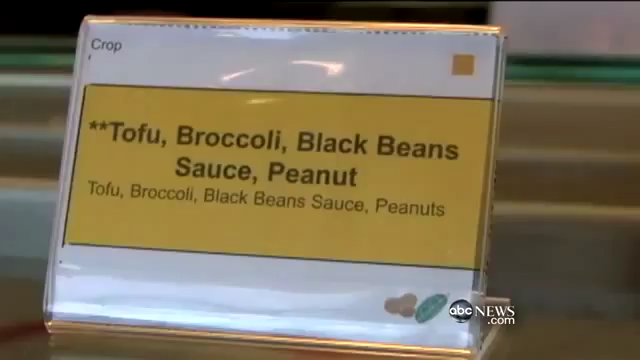 Crop
**Tofu, Broccoli, Black Beans
Sauce, Peanut
Tofu, Broccoli, Black Beans Sauce, Peanuts
abc NEWS
.com